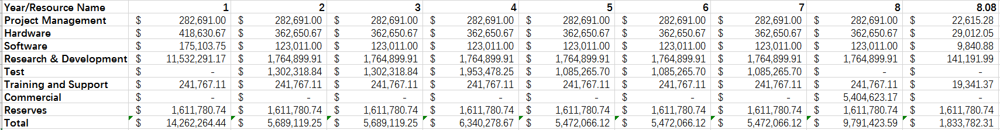 Year/Resource Name 1 2 3 4 5 6 7 8 8.08
Project Management $ 282,691.00 $ 282,691.00 $ 282,691.00 $ 282,691.00 $ 282,691.00 $ 282,691.00 $ 282,691.00 $ 282,691.00 $ 22,615.28
Hardware $ 418,630.67 $ 362,650.67 $ 362,650.67 $ 362,650.67 $ 362,650.67 $ 362,650.67 $ 362,650.67 $ 362,650.67 $ 29,012.05
Software $ 175,103.75 $ 123,011.00 $ 123,011.00 $ 123,011.00 $ 123,011.00 $ 123,011.00 $ 123,011.00 $ 123,011.00 $ 9,840.88
Research & Development $ 11,532,291.17 $ 1,764,899.91 $ 1,764,899.91 $ 1,764,899.91 $ 1,764,899.91 $ 1,764,899.91 $ 1,764,899.91 $ 1,764,899.91 $ 141,191.99
Test $ - $ 1,302,318.84 $ 1,302,318.84 $ 1,953,478.25 $ 1,085,265.70 $ 1,085,265.70 $ 1,085,265.70 $ - $ -
Training and Support $ 241,767.11 $ 241,767.11 $ 241,767.11 $ 241,767.11 $ 241,767.11 $ 241,767.11 $ 241,767.11 $ 241,767.11 $ 19,341.37
Commercial $ - $ - $ - $ - $ - $ - $ - $ 5,404,623.17 $ -
Reserves $ 1,611,780.74 $ 1,611,780.74 $ 1,611,780.74 $ 1,611,780.74 $ 1,611,780.74 $ 1,611,780.74 $ 1,611,780.74 $ 1,611,780.74 $ 1,611,780.74
Total $ 14,262,264.44 $ 5,689,119.25 $ 5,689,119.25 $ 6,340,278.67 $ 5,472,066.12 $ 5,472,066.12 $ 5,472,066.12 $ 9,791,423.59 $ 1,833,782.31